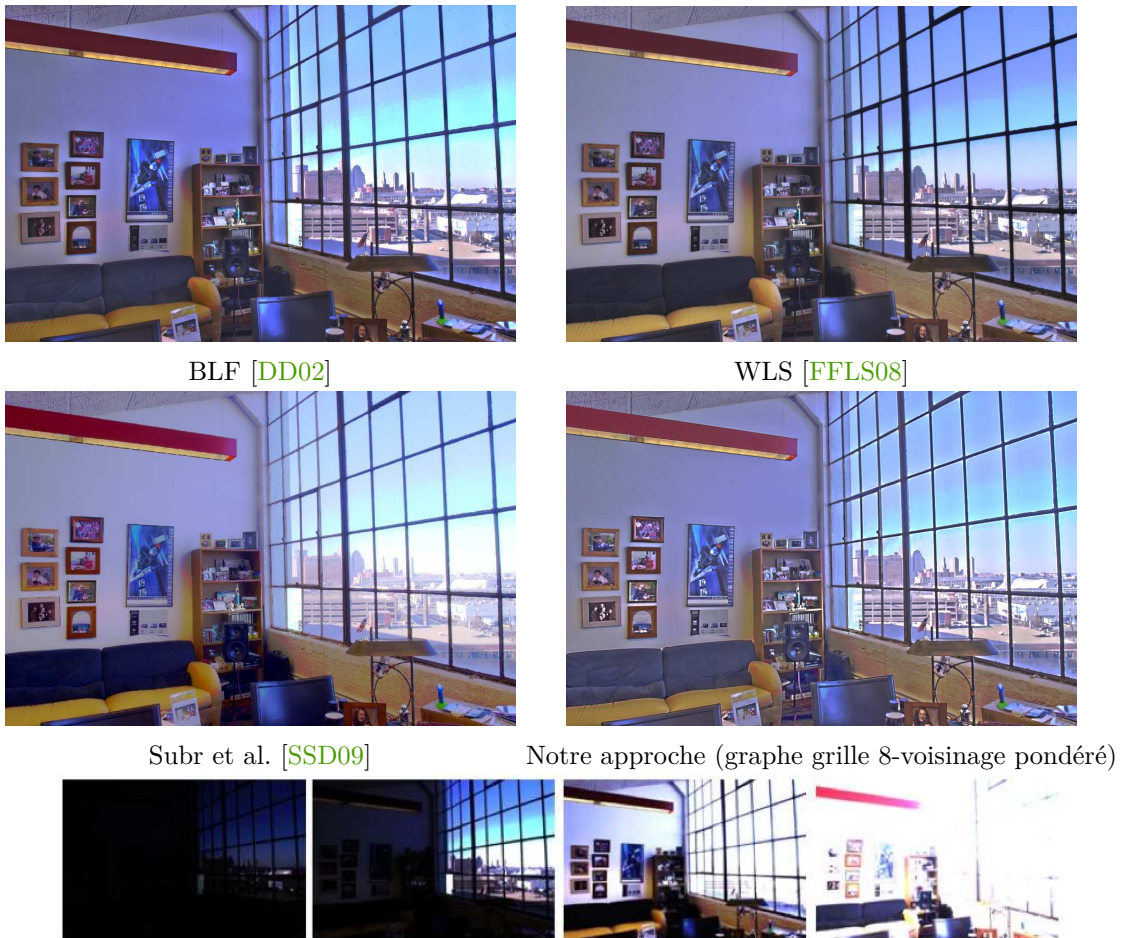 BLF [DD02]
WLS [FFLS08]
Subr et al. [SSD09]
Notre approche (graphe grille 8-voisinage pondéré)